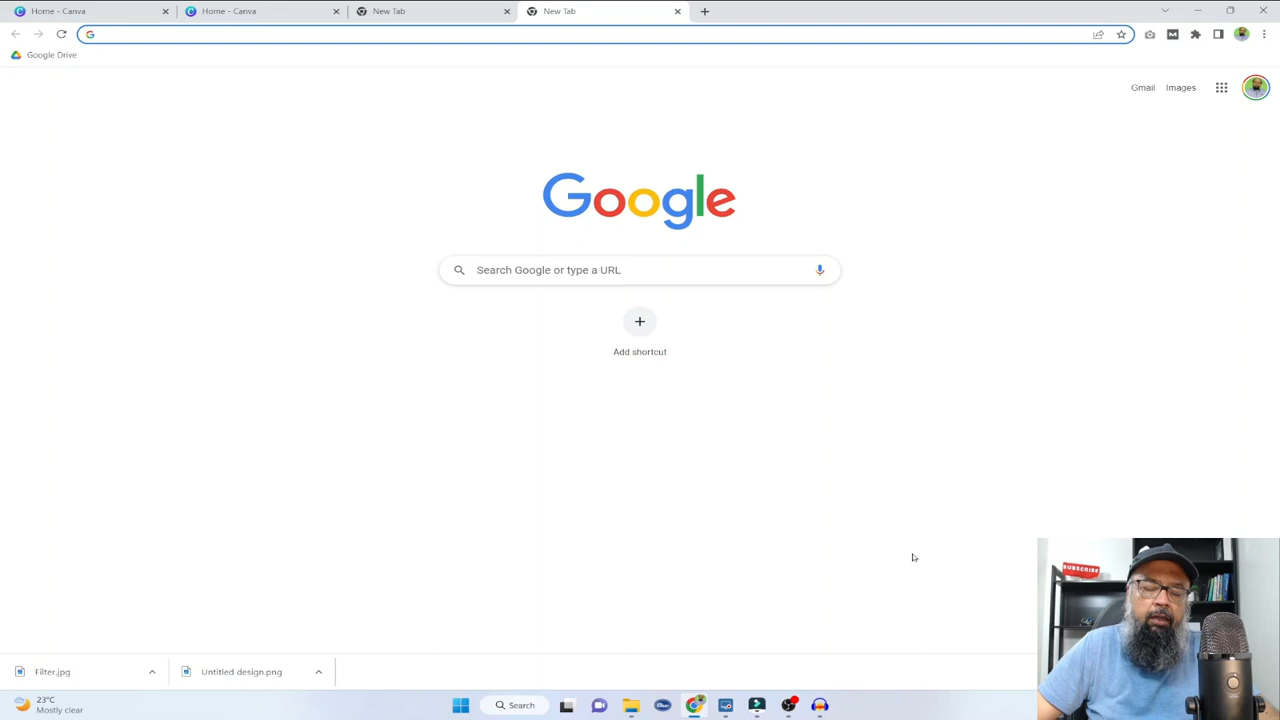 Home - Canva
Home - Canva
New Tab
New Tab
Google Drive
Gmail
Images
Google
Search Google or type a URL
Add shortcut
SUBSCRIBE
Filter.jpg
Untitled design.png
23°C
Mostly clear
Search